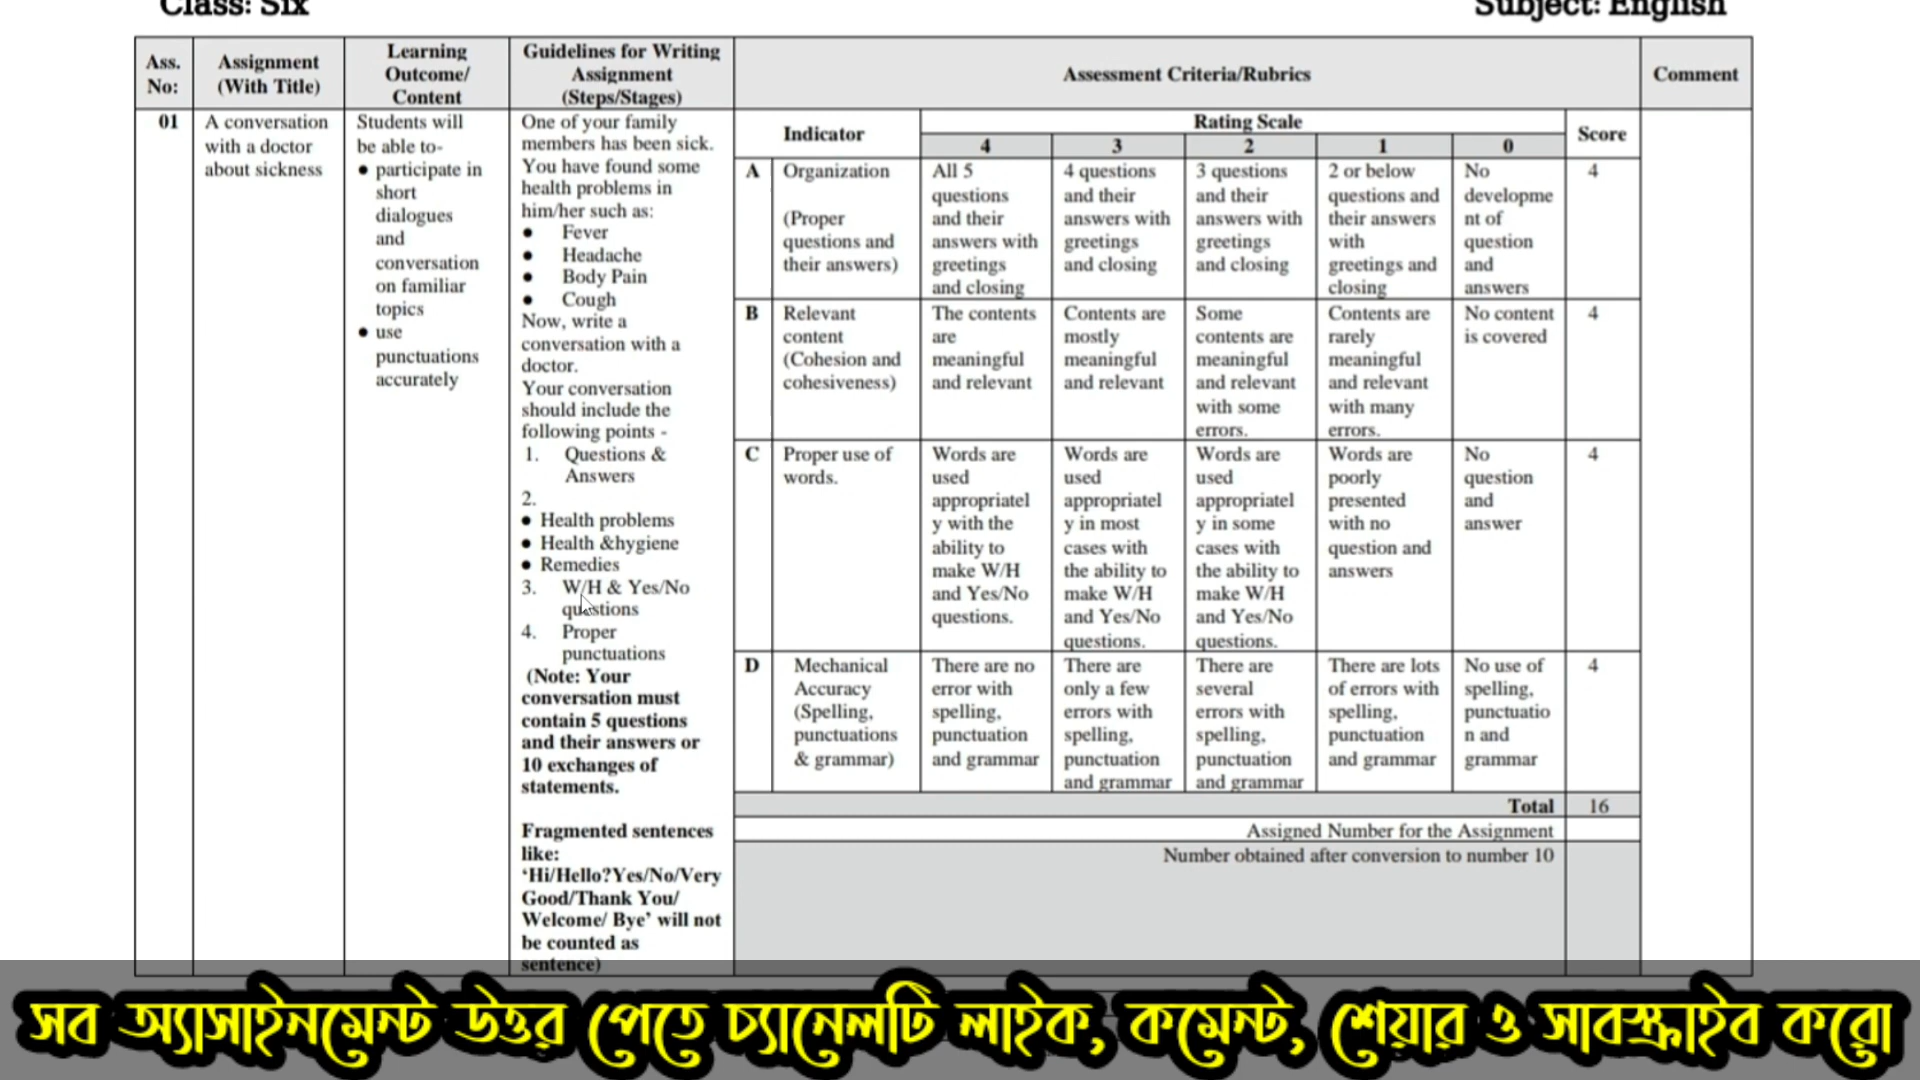 Class: Six
Subject: English
Ass.
No:
Assignment
(With Title)
Learning
Outcome/
Content
Guidelines for Writing
Assignment
(Steps/Stages)
Assessment Criteria/Rubrics
Comment
01
A conversation
with a doctor
about sickness
Students will
be able to-
● participate in
short
dialogues
and
conversation
on familiar
topics
● use
punctuations
accurately
One of your family
members has been sick.
You have found some
health problems in
him/her such as:
● Fever
● Headache
● Body Pain
● Cough
Now, write a
conversation with a
doctor.
Your conversation
should include the
following points -
1. Questions &
Answers
2.
● Health problems
● Health &hygiene
● Remedies
3. W/H & Yes/No
questions
4. Proper
punctuations
(Note: Your
conversation must
contain 5 questions
and their answers or
10 exchanges of
statements.
Fragmented sentences
like:
‘Hi/Hello?Yes/No/Very
Good/Thank You/
Welcome/ Bye’ will not
be counted as
sentence)
Indicator
Rating Scale
Score
4
3
2
1
0
A
Organization
(Proper
questions and
their answers)
All 5
questions
and their
answers with
greetings
and closing
4 questions
and their
answers with
greetings
and closing
3 questions
and their
answers with
greetings
and closing
2 or below
questions and
their answers
with
greetings and
closing
No
developme
nt of
question
and
answers
4
B
Relevant
content
(Cohesion and
cohesiveness)
The contents
are
meaningful
and relevant
Contents are
mostly
meaningful
and relevant
Some
contents are
meaningful
and relevant
with some
errors.
Contents are
rarely
meaningful
and relevant
with many
errors.
No content
is covered
4
C
Proper use of
words.
Words are
used
appropriatel
y with the
ability to
make W/H
and Yes/No
questions.
Words are
used
appropriatel
y in most
cases with
the ability to
make W/H
and Yes/No
questions.
Words are
used
appropriatel
y in some
cases with
the ability to
make W/H
and Yes/No
questions.
Words are
poorly
presented
with no
question and
answers
No
question
and
answer
4
D
Mechanical
Accuracy
(Spelling,
punctuations
& grammar)
There are no
error with
spelling,
punctuation
and grammar
There are
only a few
errors with
spelling,
punctuation
and grammar
There are
several
errors with
spelling,
punctuation
and grammar
There are lots
of errors with
spelling,
punctuation
and grammar
No use of
spelling,
punctuatio
n and
grammar
4
Total
16
Assigned Number for the Assignment
Number obtained after conversion to number 10
সব অ্যাসাইনমেন্ট উত্তর পেতে চ্যানেলটি লাইক, কমেন্ট, শেয়ার ও সাবস্ক্রাইব করো